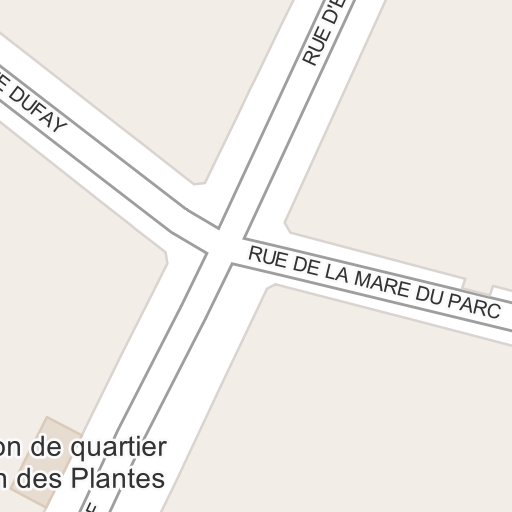 RUE D'E
E DUFAY
RUE DE LA MARE DU PARC
on de quartier
n des Plantes
E